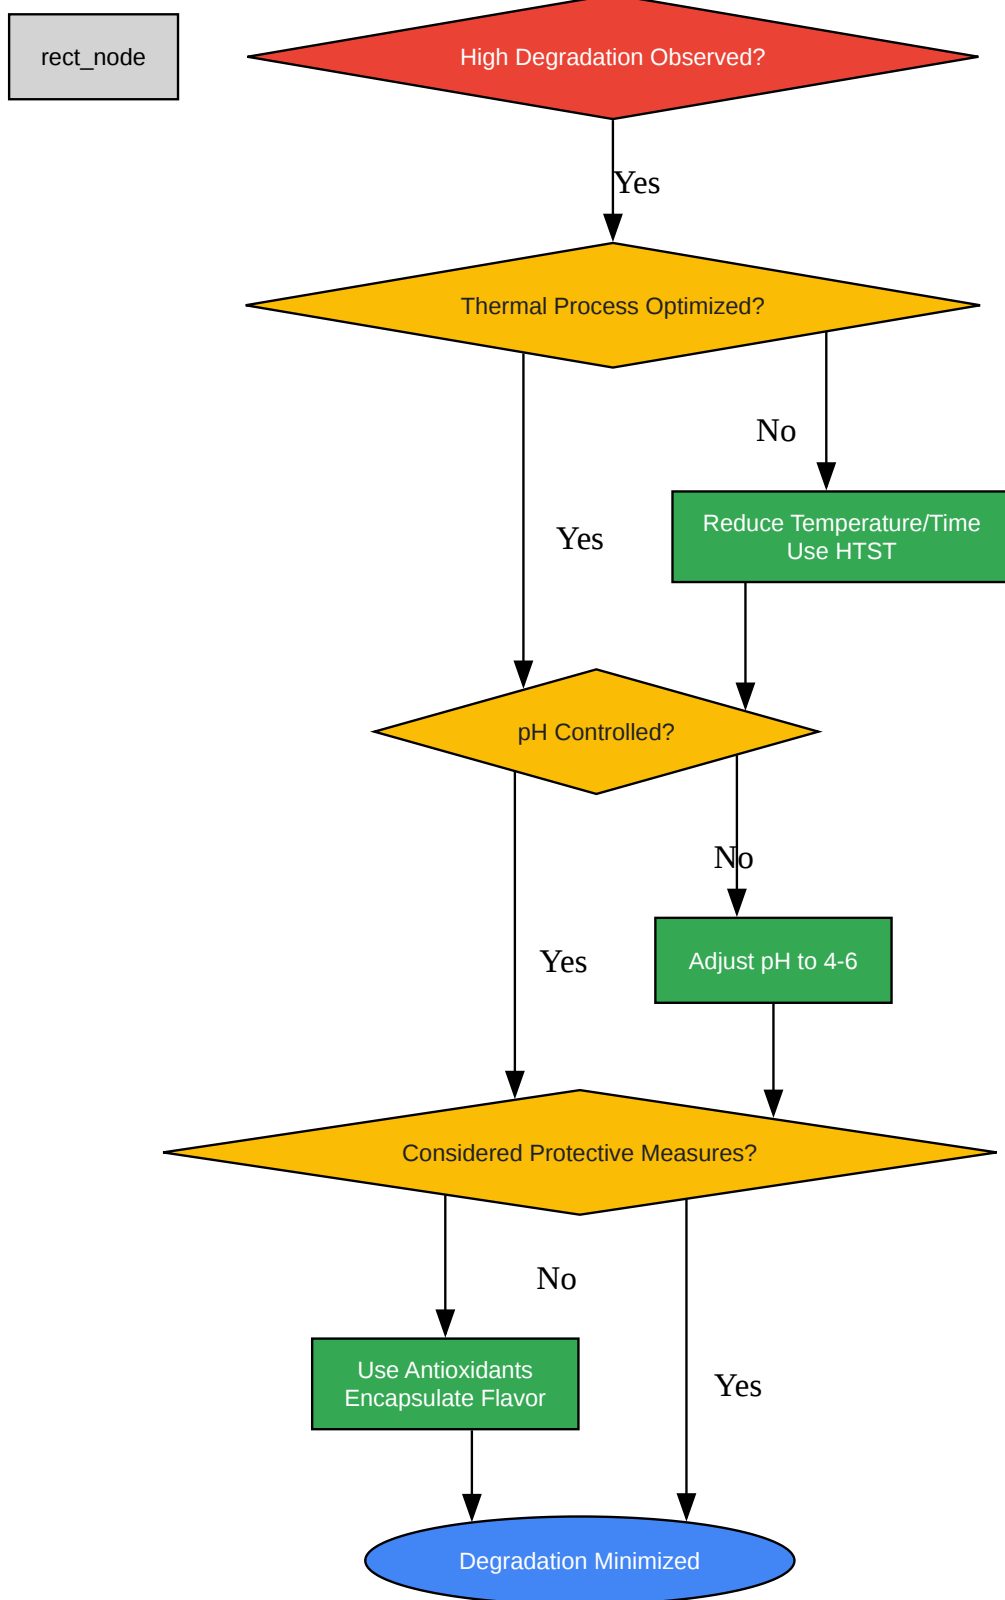 rect_node
High Degradation Observed?
Yes
Thermal Process Optimized?
No
Reduce Temperature/Time
Use HTST
Yes
pH Controlled?
No
Adjust pH to 4-6
Yes
Considered Protective Measures?
No
Use Antioxidants
Encapsulate Flavor
Yes
Degradation Minimized